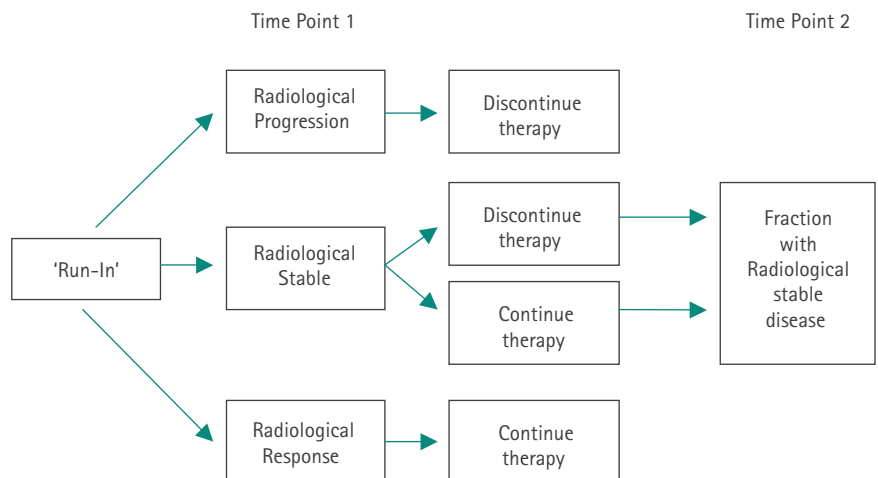 Time Point 1
Time Point 2
Radiological
Progression
Discontinue
therapy
'Run-In'
Radiological
Stable
Discontinue
therapy
Continue
therapy
Fraction
with
Radiological
stable
disease
Radiological
Response
Continue
therapy